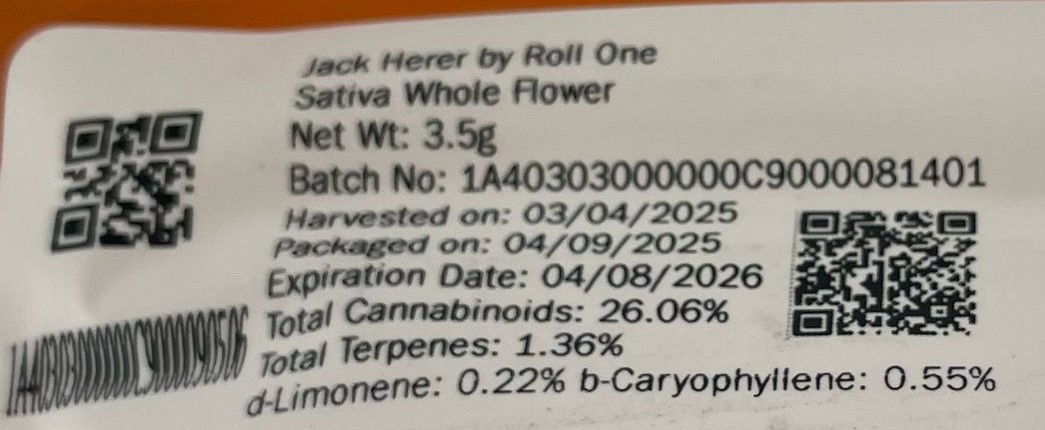 Jack Herer by Roll One
Sativa Whole Flower
Net Wt: 3.5g
Batch No: 1A40303000000C9000081401
Harvested on: 03/04/2025
Packaged on: 04/09/2025
Expiration Date: 04/08/2026
Total Cannabinoids: 26.06%
Total Terpenes: 1.36%
d-Limonene: 0.22% b-Caryophyllene: 0.55%